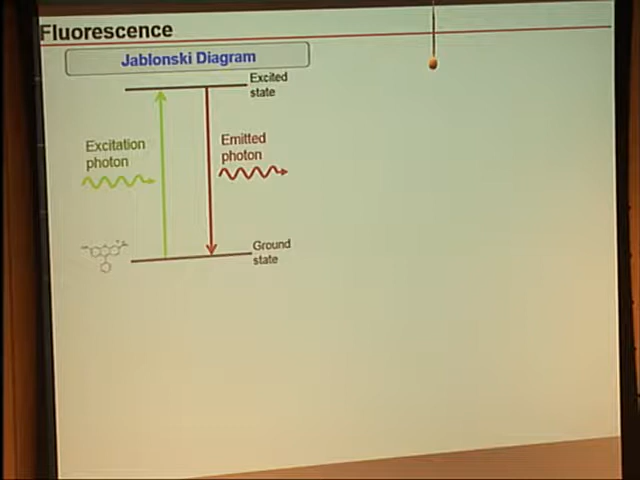 Fluorescence
Jablonski Diagram
Excited
state
Excitation
photon
Emitted
photon
Ground
state